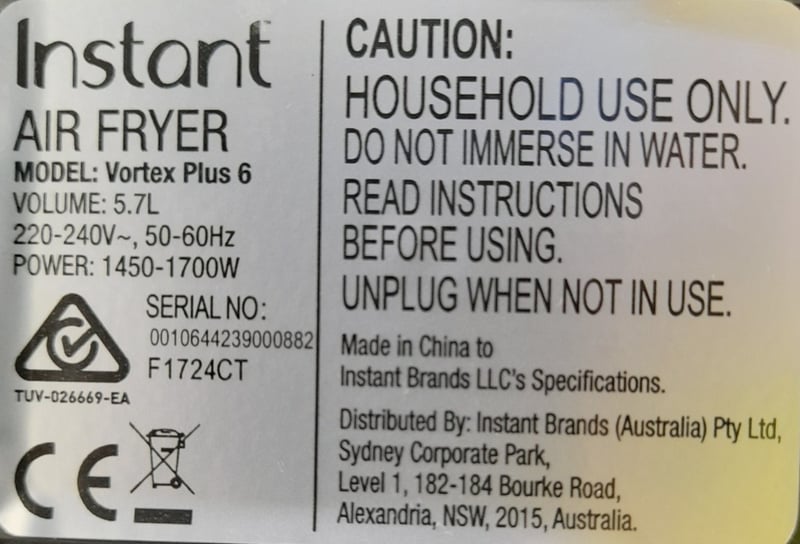 Instant
AIR FRYER
MODEL: Vortex Plus 6
VOLUME: 5.7L
220-240V~, 50-60Hz
POWER: 1450-1700W
SERIAL NO:
0010644239000882
F1724CT
TUV-026669-EA
CE
CAUTION:
HOUSEHOLD USE ONLY.
DO NOT IMMERSE IN WATER.
READ INSTRUCTIONS
BEFORE USING.
UNPLUG WHEN NOT IN USE.
Made in China to
Instant Brands LLC's Specifications.
Distributed By: Instant Brands (Australia) Pty Ltd,
Sydney Corporate Park,
Level 1, 182-184 Bourke Road,
Alexandria, NSW, 2015, Australia.